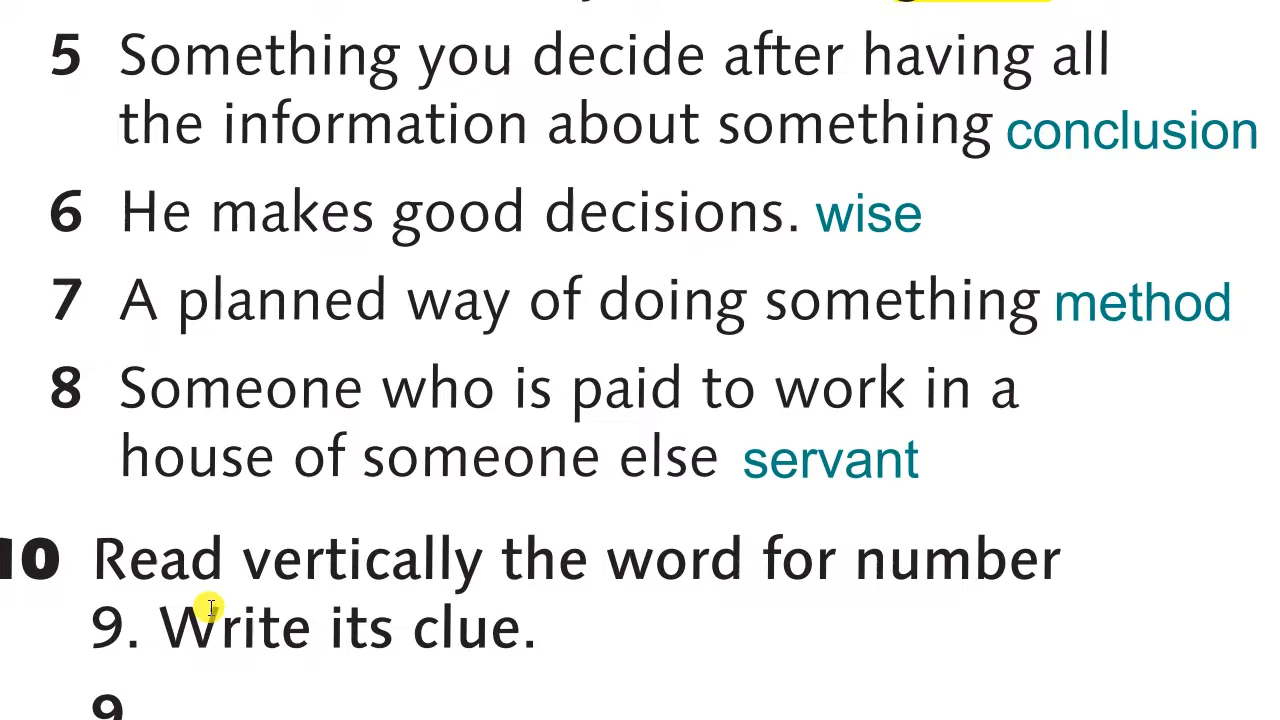 5 Something you decide after having all
the information about something conclusion
6 He makes good decisions. wise
7 A planned way of doing something method
8 Someone who is paid to work in a
house of someone else servant
10 Read vertically the word for number
9. Write its clue.
9